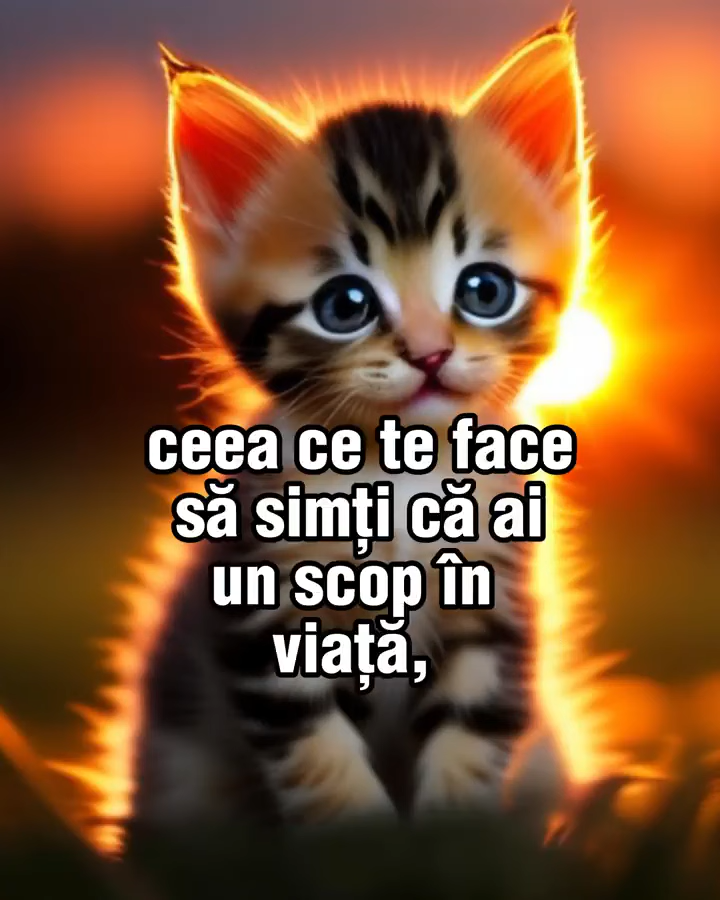 ceea ce te face
să simți că ai
un scop în
viață,